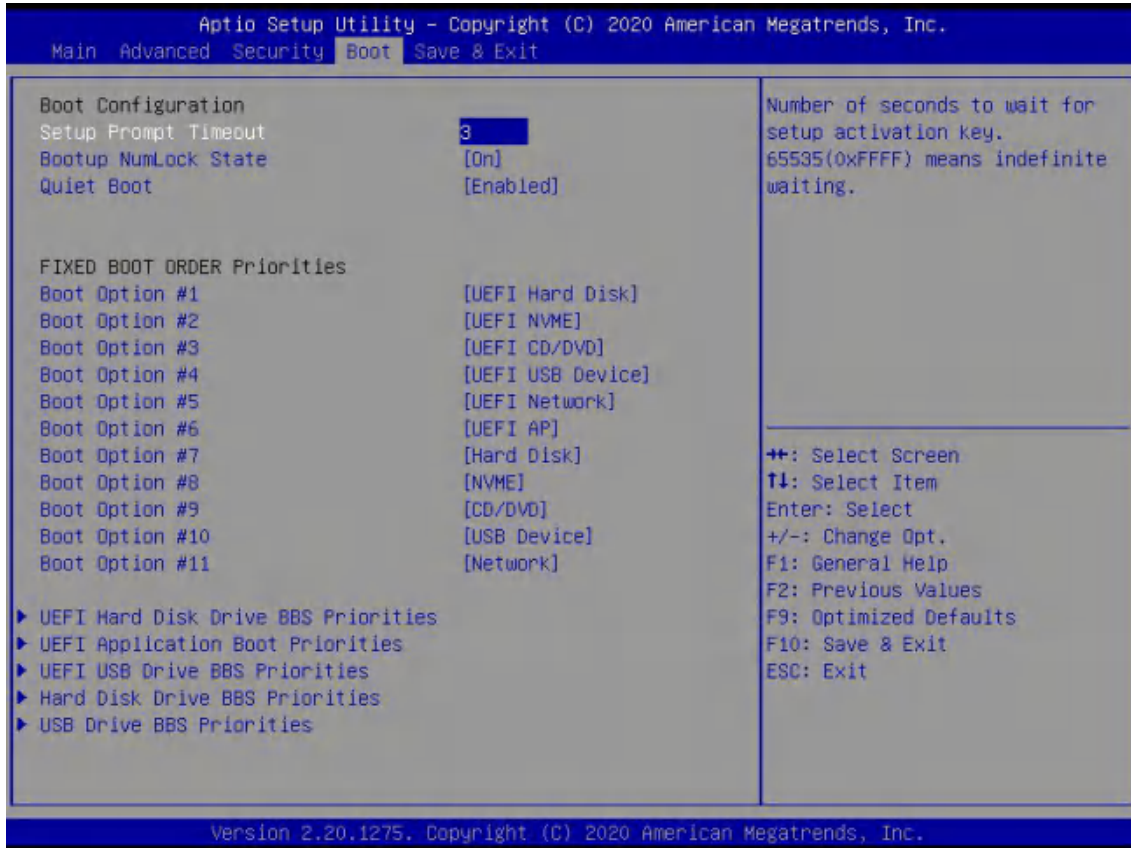 Aptio Setup Utility – Copyright (C) 2020 American Megatrends, Inc.
Main Advanced Security Boot Save & Exit
Boot Configuration
Setup Prompt Timeout 3
Bootup NumLock State [On]
Quiet Boot [Enabled]
FIXED BOOT ORDER Priorities
Boot Option #1 [UEFI Hard Disk]
Boot Option #2 [UEFI NVME]
Boot Option #3 [UEFI CD/DVD]
Boot Option #4 [UEFI USB Device]
Boot Option #5 [UEFI Network]
Boot Option #6 [UEFI AP]
Boot Option #7 [Hard Disk]
Boot Option #8 [NVME]
Boot Option #9 [CD/DVD]
Boot Option #10 [USB Device]
Boot Option #11 [Network]
▶ UEFI Hard Disk Drive BBS Priorities
▶ UEFI Application Boot Priorities
▶ UEFI USB Drive BBS Priorities
▶ Hard Disk Drive BBS Priorities
▶ USB Drive BBS Priorities
Number of seconds to wait for
setup activation key.
65535(0xFFFF) means indefinite
waiting.
→←: Select Screen
↑↓: Select Item
Enter: Select
+/-: Change Opt.
F1: General Help
F2: Previous Values
F9: Optimized Defaults
F10: Save & Exit
ESC: Exit
Version 2.20.1275. Copyright (C) 2020 American Megatrends, Inc.